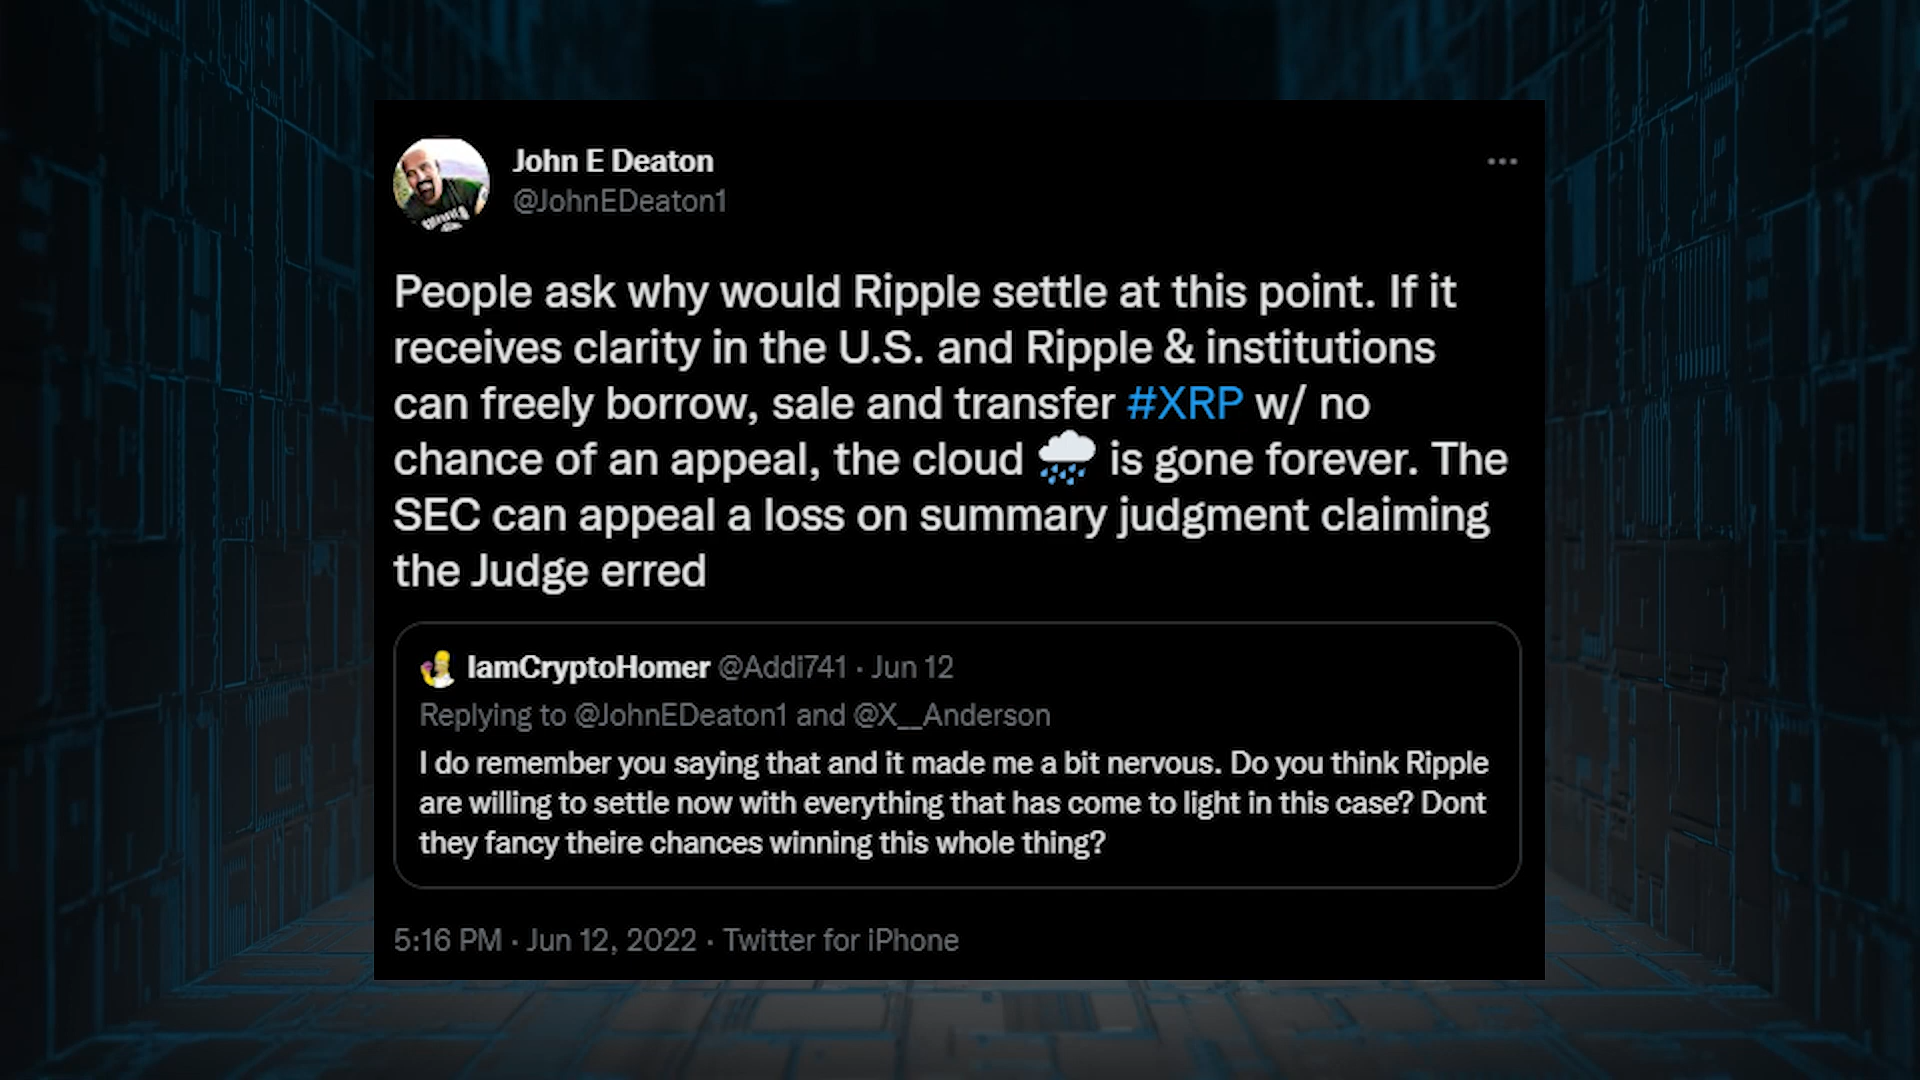 John E Deaton
@JohnEDeaton1
People ask why would Ripple settle at this point. If it
receives clarity in the U.S. and Ripple & institutions
can freely borrow, sale and transfer #XRP w/ no
chance of an appeal, the cloud 🌧️ is gone forever. The
SEC can appeal a loss on summary judgment claiming
the Judge erred
IamCryptoHomer @Addi741 · Jun 12
Replying to @JohnEDeaton1 and @X__Anderson
I do remember you saying that and it made me a bit nervous. Do you think Ripple
are willing to settle now with everything that has come to light in this case? Dont
they fancy theire chances winning this whole thing?
5:16 PM · Jun 12, 2022 · Twitter for iPhone